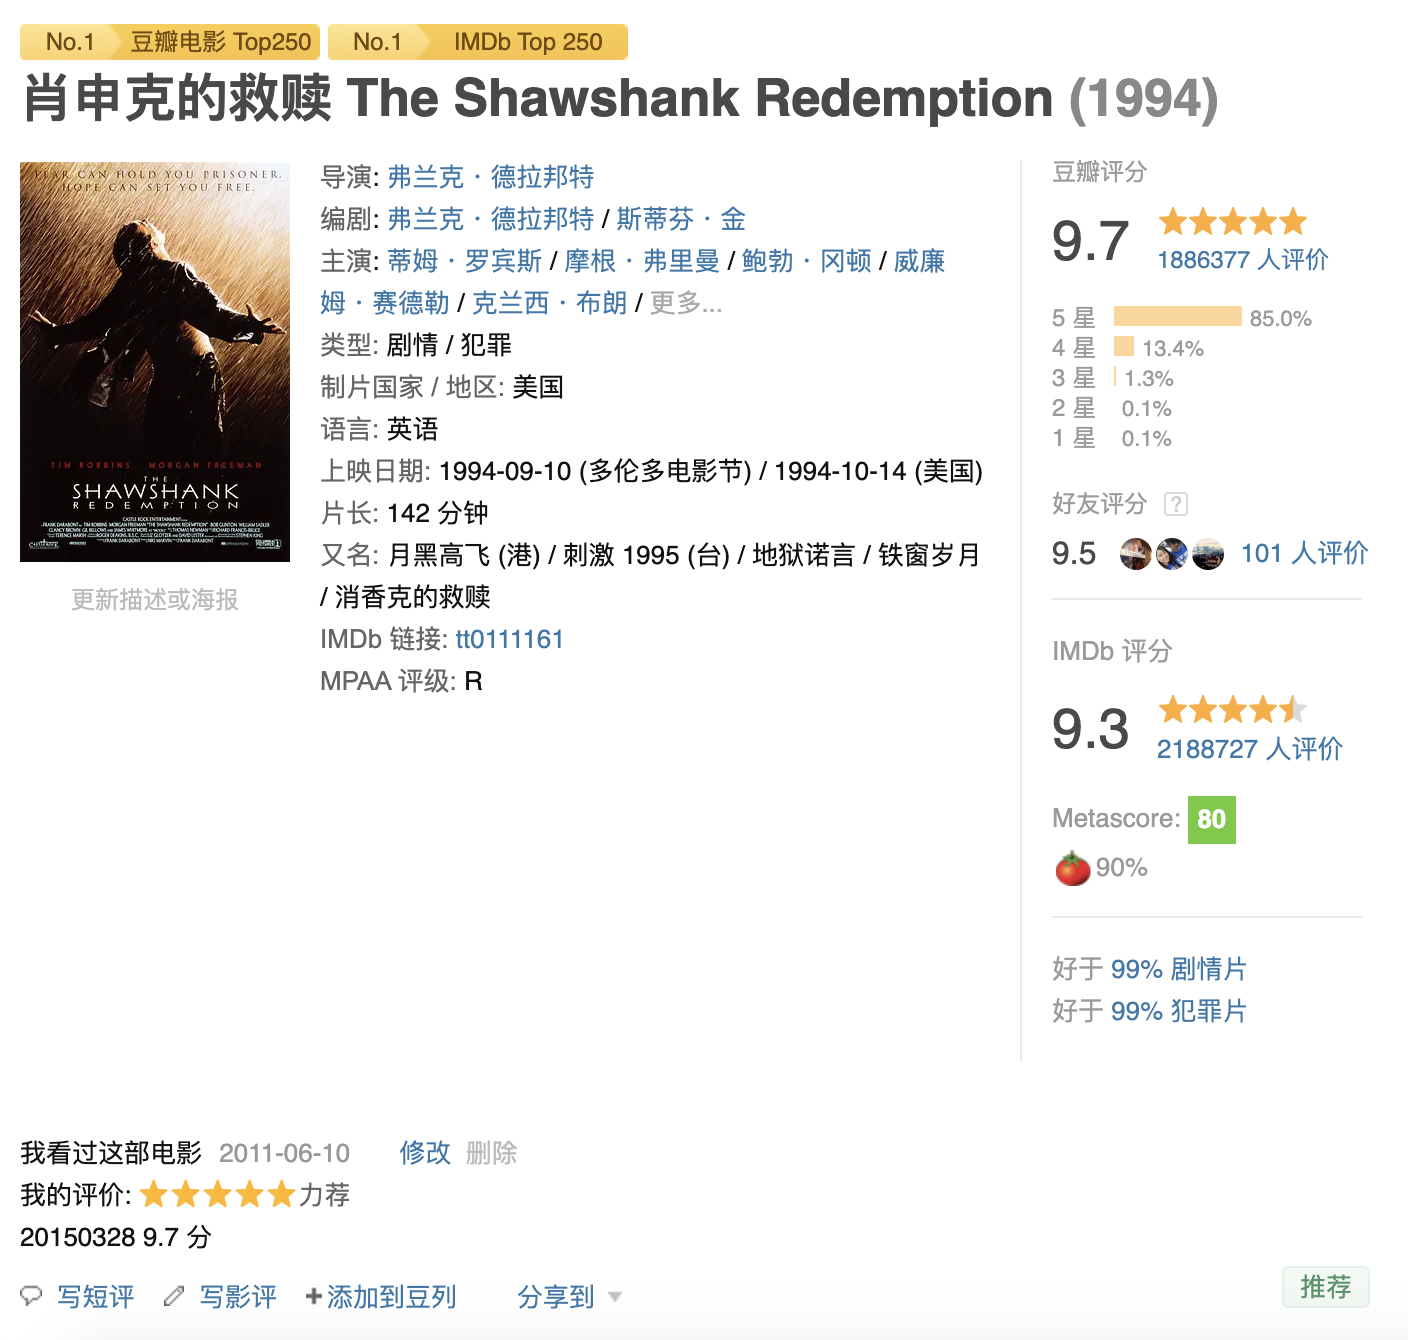 No.1 豆瓣电影 Top250 No.1 IMDb Top 250
肖申克的救赎 The Shawshank Redemption (1994)
FEAR CAN HOLD YOU PRISONER.
HOPE CAN SET YOU FREE.
TIM ROBBINS MORGAN FREEMAN
THE
SHAWSHANK
REDEMPTION
更新描述或海报
导演: 弗兰克·德拉邦特
编剧: 弗兰克·德拉邦特 / 斯蒂芬·金
主演: 蒂姆·罗宾斯 / 摩根·弗里曼 / 鲍勃·冈顿 / 威廉
姆·赛德勒 / 克兰西·布朗 / 更多...
类型: 剧情 / 犯罪
制片国家 / 地区: 美国
语言: 英语
上映日期: 1994-09-10 (多伦多电影节) / 1994-10-14 (美国)
片长: 142 分钟
又名: 月黑高飞 (港) / 刺激 1995 (台) / 地狱诺言 / 铁窗岁月
/ 消香克的救赎
IMDb 链接: tt0111161
MPAA 评级: R
豆瓣评分
9.7
1886377 人评价
5 星 85.0%
4 星 13.4%
3 星 1.3%
2 星 0.1%
1 星 0.1%
好友评分 ?
9.5 101 人评价
IMDb 评分
9.3
2188727 人评价
Metascore: 80
90%
好于 99% 剧情片
好于 99% 犯罪片
我看过这部电影 2011-06-10 修改 删除
我的评价: 力荐
20150328 9.7 分
写短评 写影评 +添加到豆列 分享到 推荐